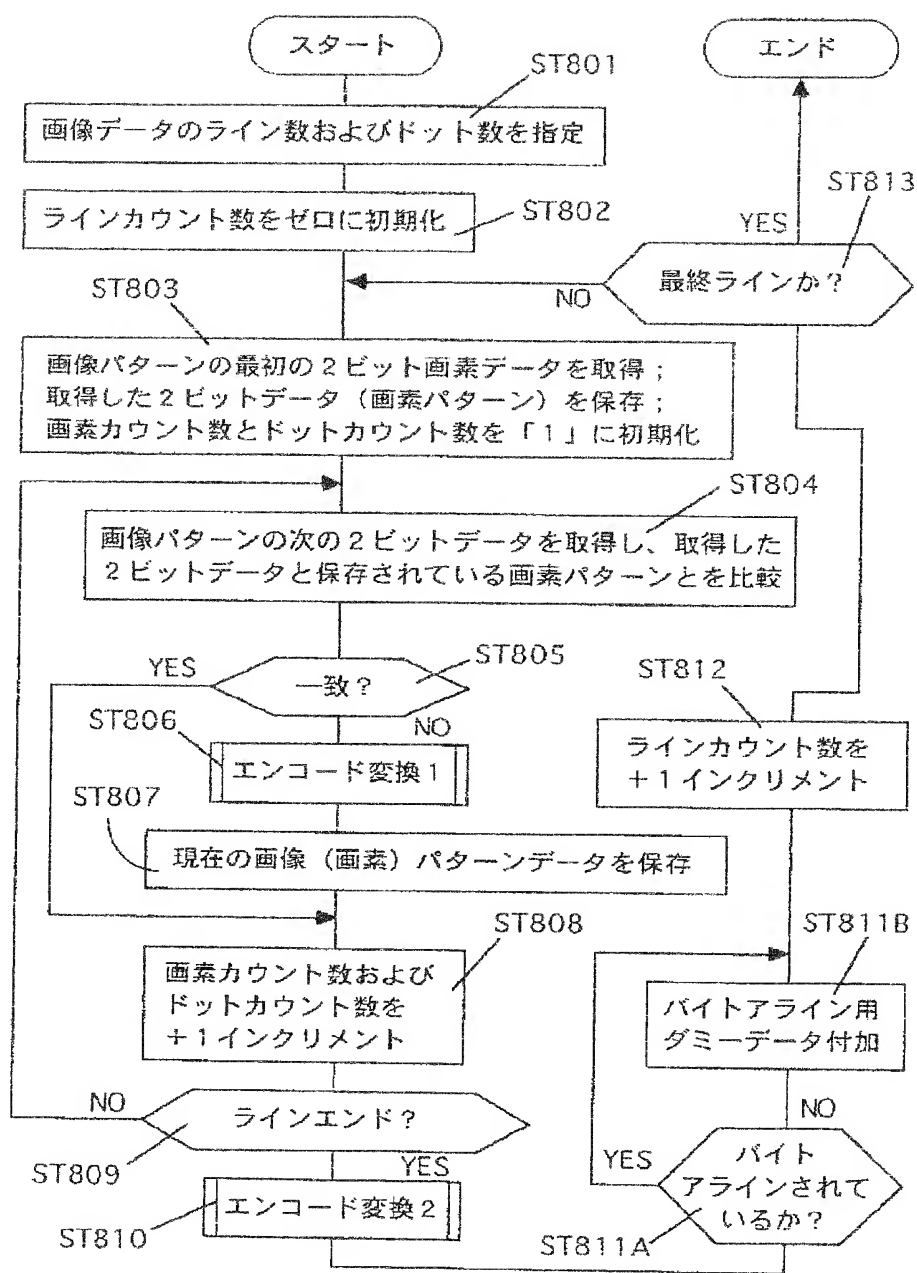 スタート
ST801
画像データのライン数およびドット数を指定
ラインカウント数をゼロに初期化
ST802
ST803
画像パターンの最初の2ビット画素データを取得；
取得した2ビットデータ（画素パターン）を保存；
画素カウント数とドットカウント数を「1」に初期化
ST804
画像パターンの次の2ビットデータを取得し、取得した
2ビットデータと保存されている画素パターンとを比較
YES
一致？
ST805
NO
ST806
エンコード変換1
ST807
現在の画像（画素）パターンデータを保存
ST808
画素カウント数および
ドットカウント数を
＋1インクリメント
NO
ラインエンド？
ST809
YES
エンコード変換2
ST810
バイト
アラインされて
いるか？
ST811A
YES
NO
バイトアライン用
ダミーデータ付加
ST811B
ラインカウント数を
＋1インクリメント
ST812
最終ラインか？
ST813
NO
YES
エンド